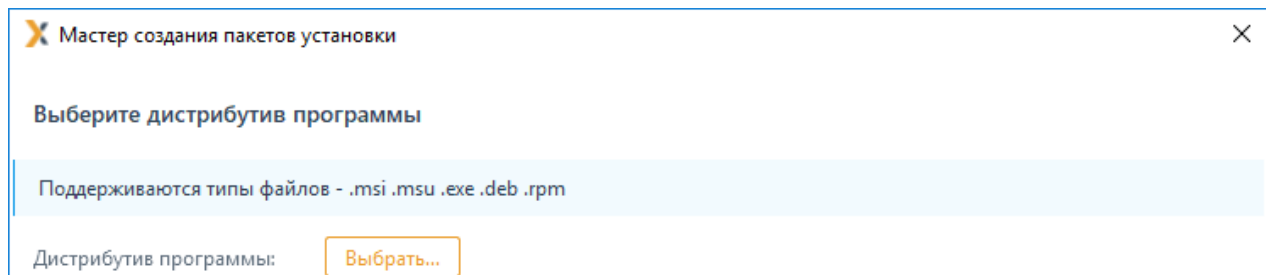 Мастер создания пакетов установки
Выберите дистрибутив программы
Поддерживаются типы файлов - .msi .msu .exe .deb .rpm
Дистрибутив программы: Выбрать...